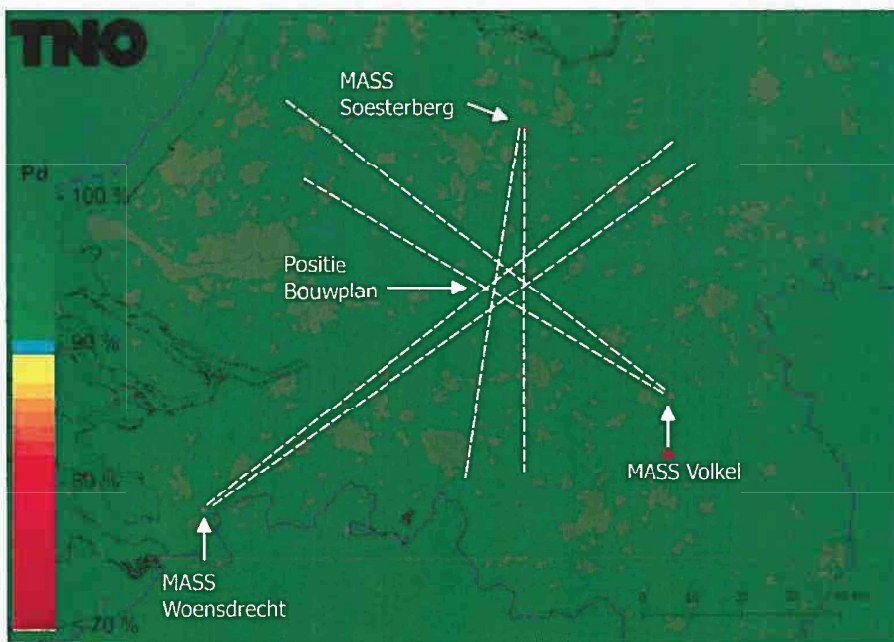 TNO
MASS
Soesterberg
Pd
100 %
Positie
Bouwplan
90 %
80 %
MASS Volkel
MASS
Woensdrecht
< 70 %